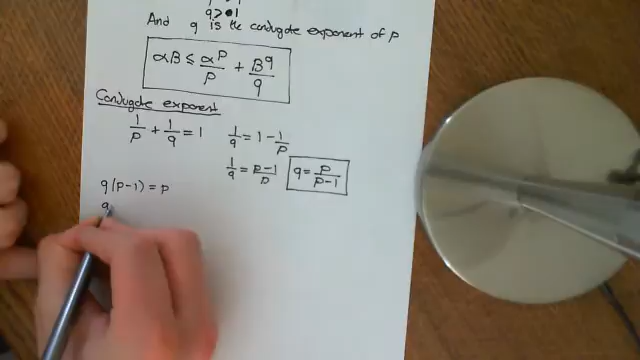 q > 1
And q is the conjugate exponent of p
αB ≤ α^p/p + B^q/q
Conjugate exponent
1/p + 1/q = 1   1/q = 1 - 1/p
1/q = p-1/p   q = p/p-1
q(p-1) = p
q